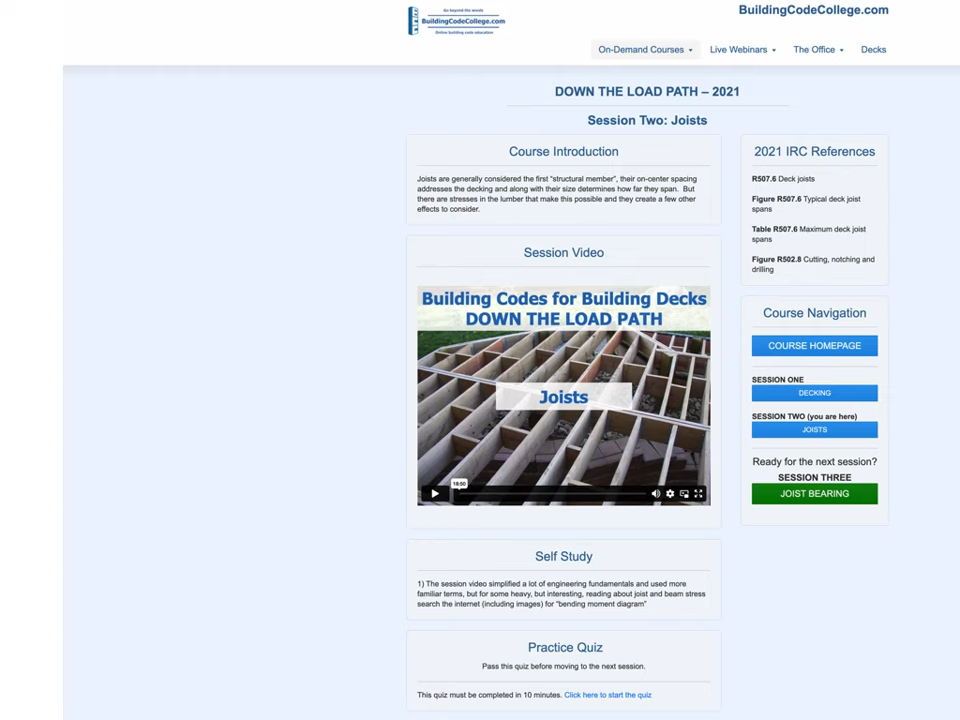 Go beyond the words
BuildingCodeCollege.com
Online building code education
BuildingCodeCollege.com
On-Demand Courses
Live Webinars
The Office
Decks
DOWN THE LOAD PATH – 2021
Session Two: Joists
Course Introduction
Joists are generally considered the first "structural member", their on-center spacing
addresses the decking and along with their size determines how far they span. But
there are stresses in the lumber that make this possible and they create a few other
effects to consider.
Session Video
Building Codes for Building Decks
DOWN THE LOAD PATH
Joists
18:50
Self Study
1) The session video simplified a lot of engineering fundamentals and used more
familiar terms, but for some heavy, but interesting, reading about joist and beam stress
search the internet (including images) for "bending moment diagram"
Practice Quiz
Pass this quiz before moving to the next session.
This quiz must be completed in 10 minutes. Click here to start the quiz
2021 IRC References
R507.6 Deck joists
Figure R507.6 Typical deck joist
spans
Table R507.6 Maximum deck joist
spans
Figure R502.8 Cutting, notching and
drilling
Course Navigation
COURSE HOMEPAGE
SESSION ONE
DECKING
SESSION TWO (you are here)
JOISTS
Ready for the next session?
SESSION THREE
JOIST BEARING